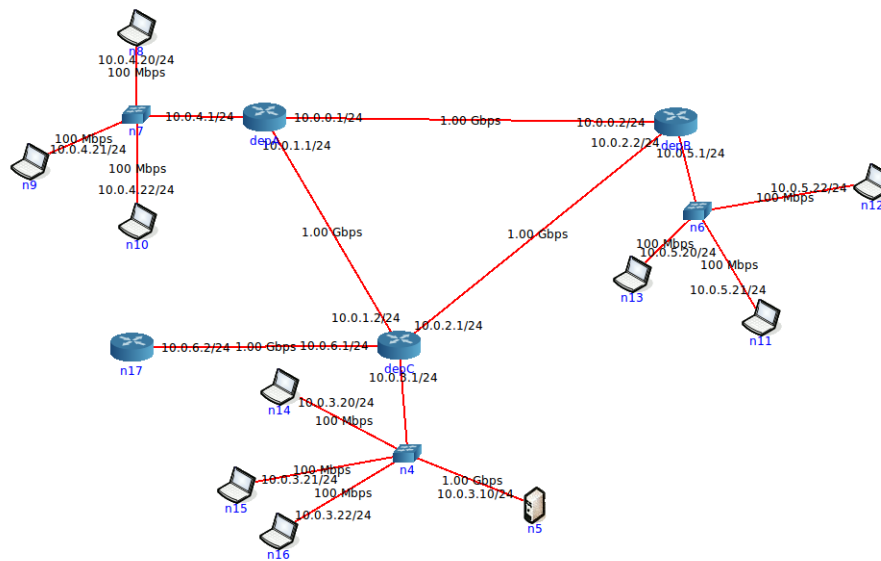 n8
10.0.4.20/24
100 Mbps
n7
10.0.4.1/24
depA
10.0.0.1/24
1.00 Gbps
10.0.0.2/24
depB
10.0.1.1/24
10.0.2.2/24
10.0.5.1/24
100 Mbps
10.0.4.21/24
n9
100 Mbps
10.0.4.22/24
n10
10.0.5.22/24
100 Mbps
n12
n6
100 Mbps
10.0.5.20/24
n13
100 Mbps
10.0.5.21/24
n11
1.00 Gbps
1.00 Gbps
10.0.1.2/24
10.0.2.1/24
10.0.6.2/24
1.00 Gbps
10.0.6.1/24
n17
depC
10.0.3.1/24
n14
10.0.3.20/24
100 Mbps
n4
100 Mbps
10.0.3.21/24
n15
100 Mbps
10.0.3.22/24
n16
1.00 Gbps
10.0.3.10/24
n5